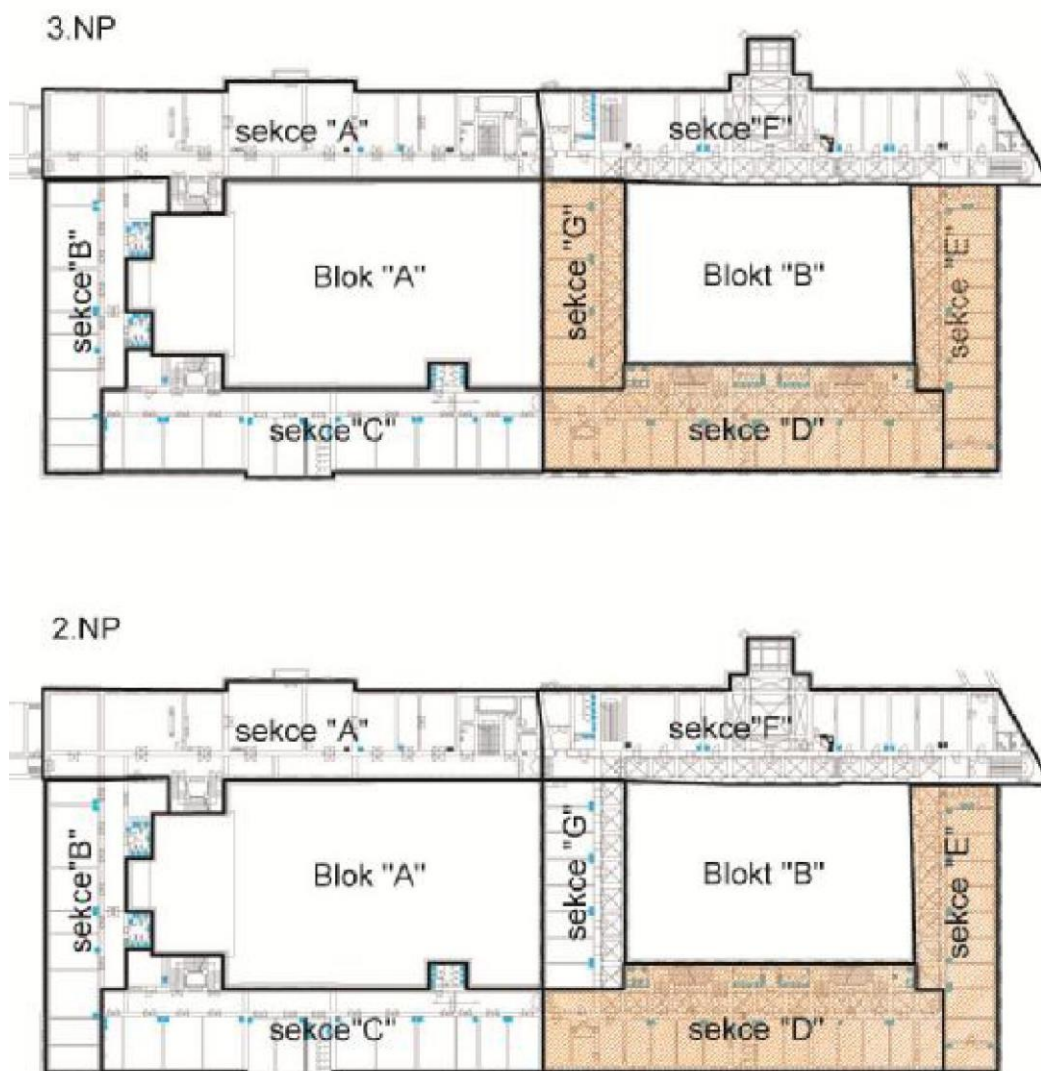 3.NP
sekce "A"
sekce"F"
sekce"B"
Blok "A"
sekce "G"
Blokt "B"
sekce "E"
sekce"C"
sekce "D"
2.NP
sekce "A"
sekce"F"
sekce"B"
Blok "A"
sekce "G"
Blokt "B"
sekce "E"
sekce"C"
sekce "D"